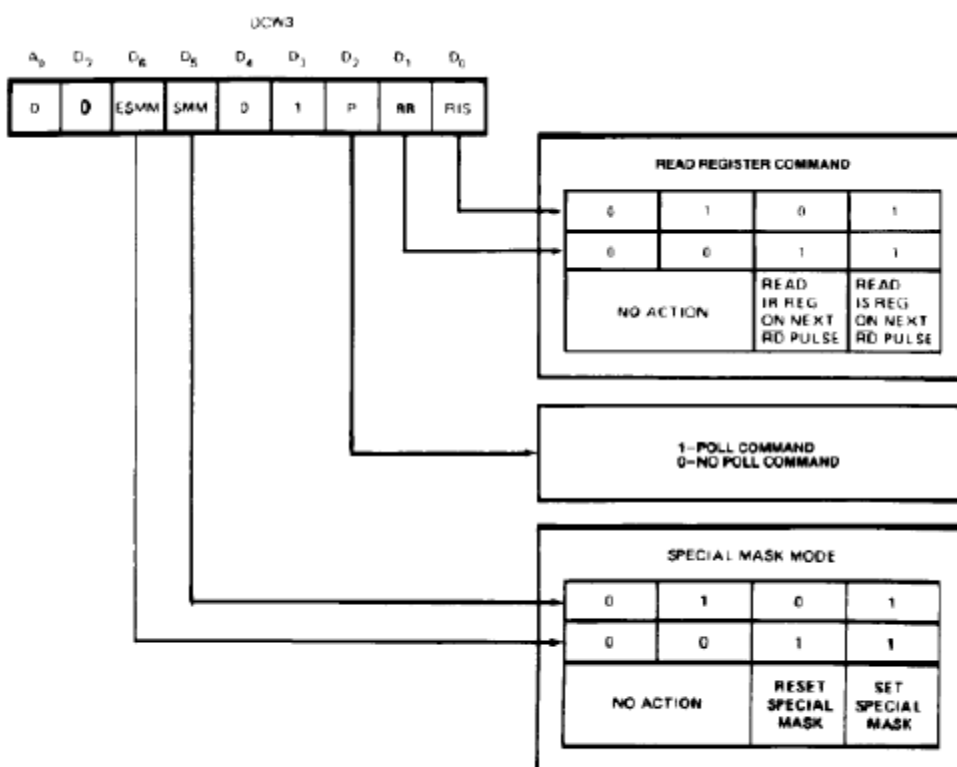 OCW3
A₀ D₇ D₆ D₅ D₄ D₃ D₂ D₁ D₀
0 0 ESMM SMM 0 1 P RR RIS
READ REGISTER COMMAND
0 1 0 1
0 0 1 1
NO ACTION
READ
IR REG
ON NEXT
R̅D̅ PULSE
READ
IS REG
ON NEXT
R̅D̅ PULSE
1–POLL COMMAND
0–NO POLL COMMAND
SPECIAL MASK MODE
0 1 0 1
0 0 1 1
NO ACTION
RESET
SPECIAL
MASK
SET
SPECIAL
MASK